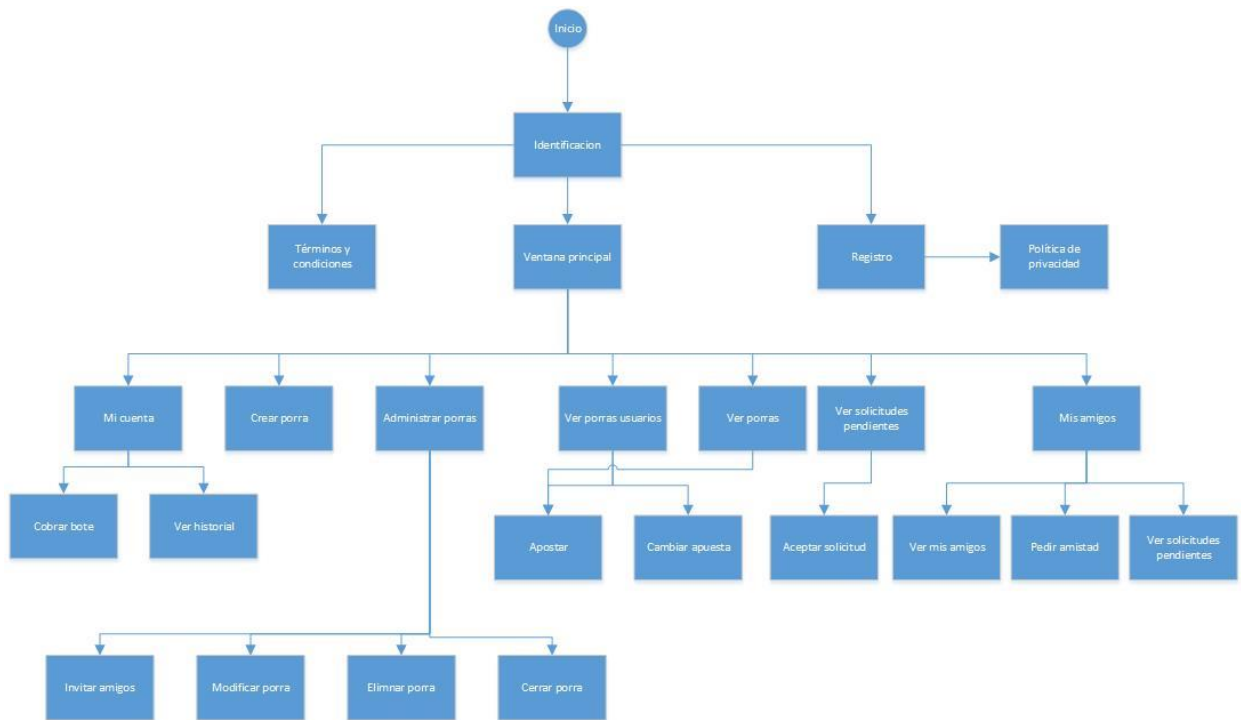 Inicio
Identificacion
Términos y
condiciones
Ventana principal
Registro
Política de
privacidad
Mi cuenta
Crear porra
Administrar porras
Ver porras usuarios
Ver porras
Ver solicitudes
pendientes
Mis amigos
Cobrar bote
Ver historial
Apostar
Cambiar apuesta
Aceptar solicitud
Ver mis amigos
Pedir amistad
Ver solicitudes
pendientes
Invitar amigos
Modificar porra
Elimnar porra
Cerrar porra